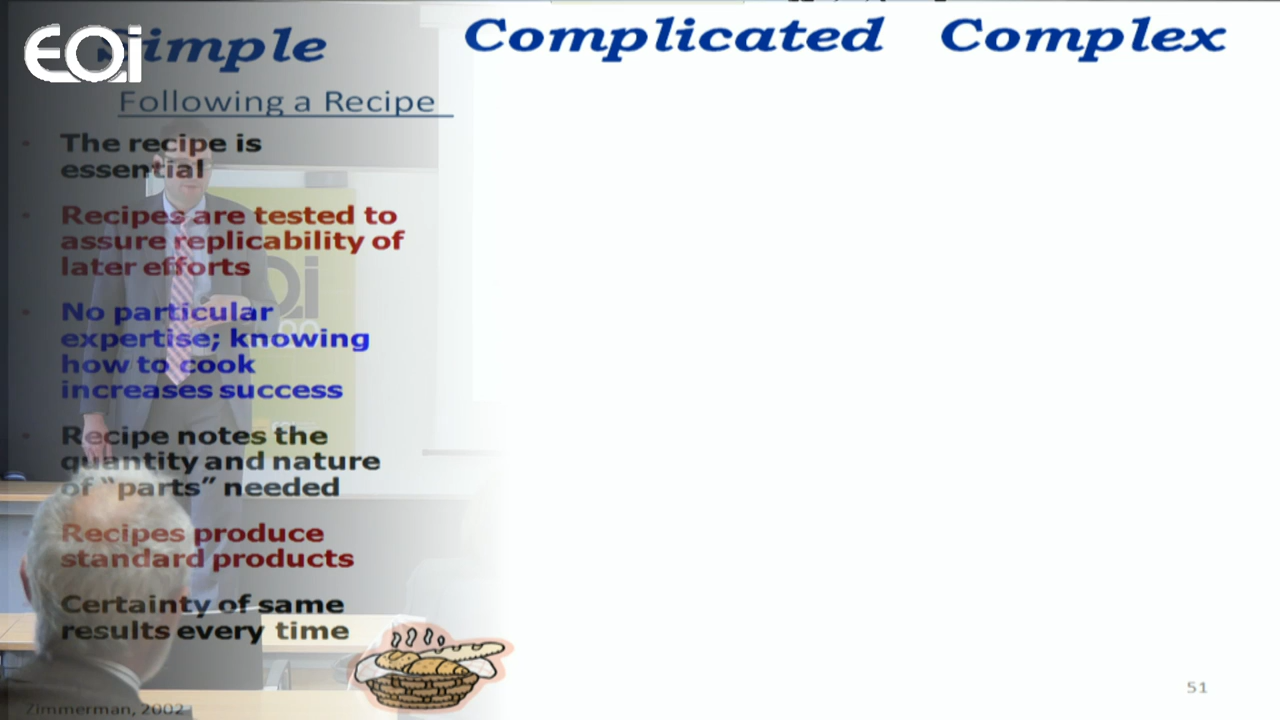 EOi
Simple
Complicated
Complex
Following a Recipe
The recipe is
essential
Recipes are tested to
assure replicability of
later efforts
No particular
expertise; knowing
how to cook
increases success
Recipe notes the
quantity and nature
of “parts” needed
Recipes produce
standard products
Certainty of same
results every time
Zimmerman, 2002
51